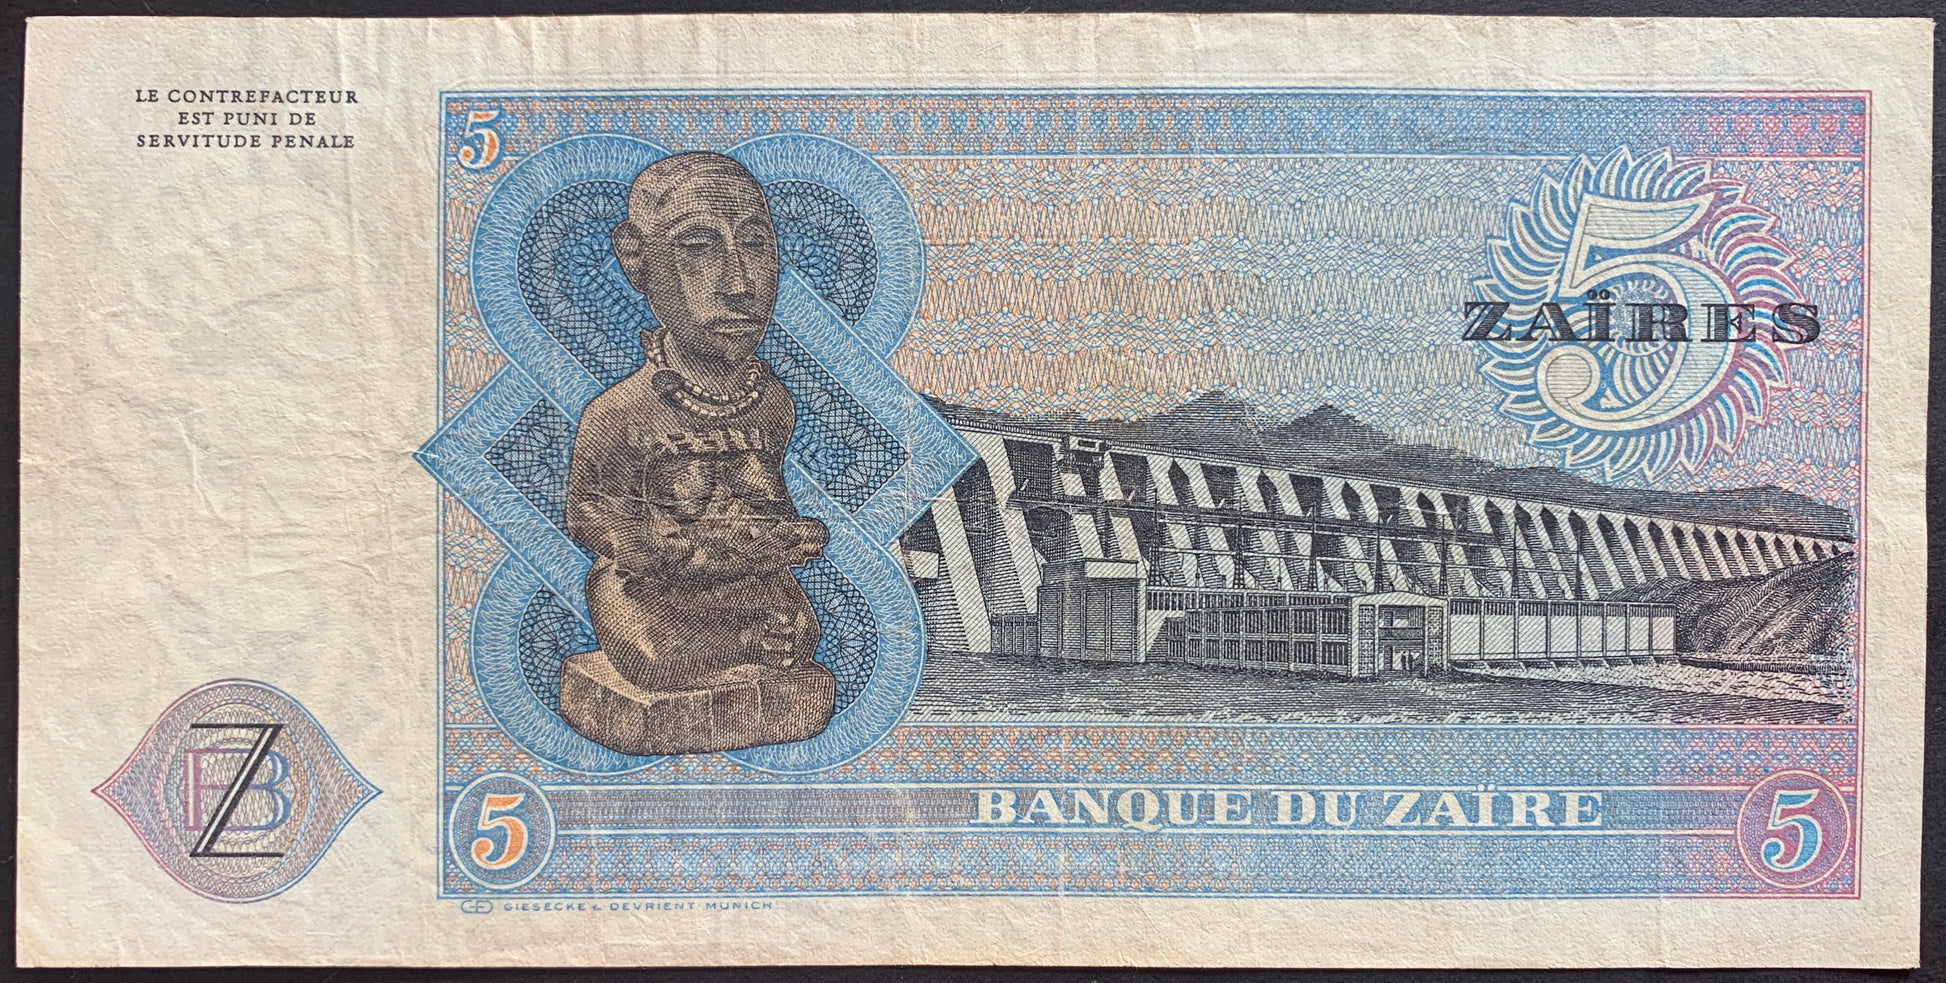 LE CONTREFACTEUR
EST PUNI DE
SERVITUDE PENALE
5
5
ZAÏRES
BZ
5
BANQUE DU ZAÏRE
5
GD GIESECKE & DEVRIENT · MUNICH